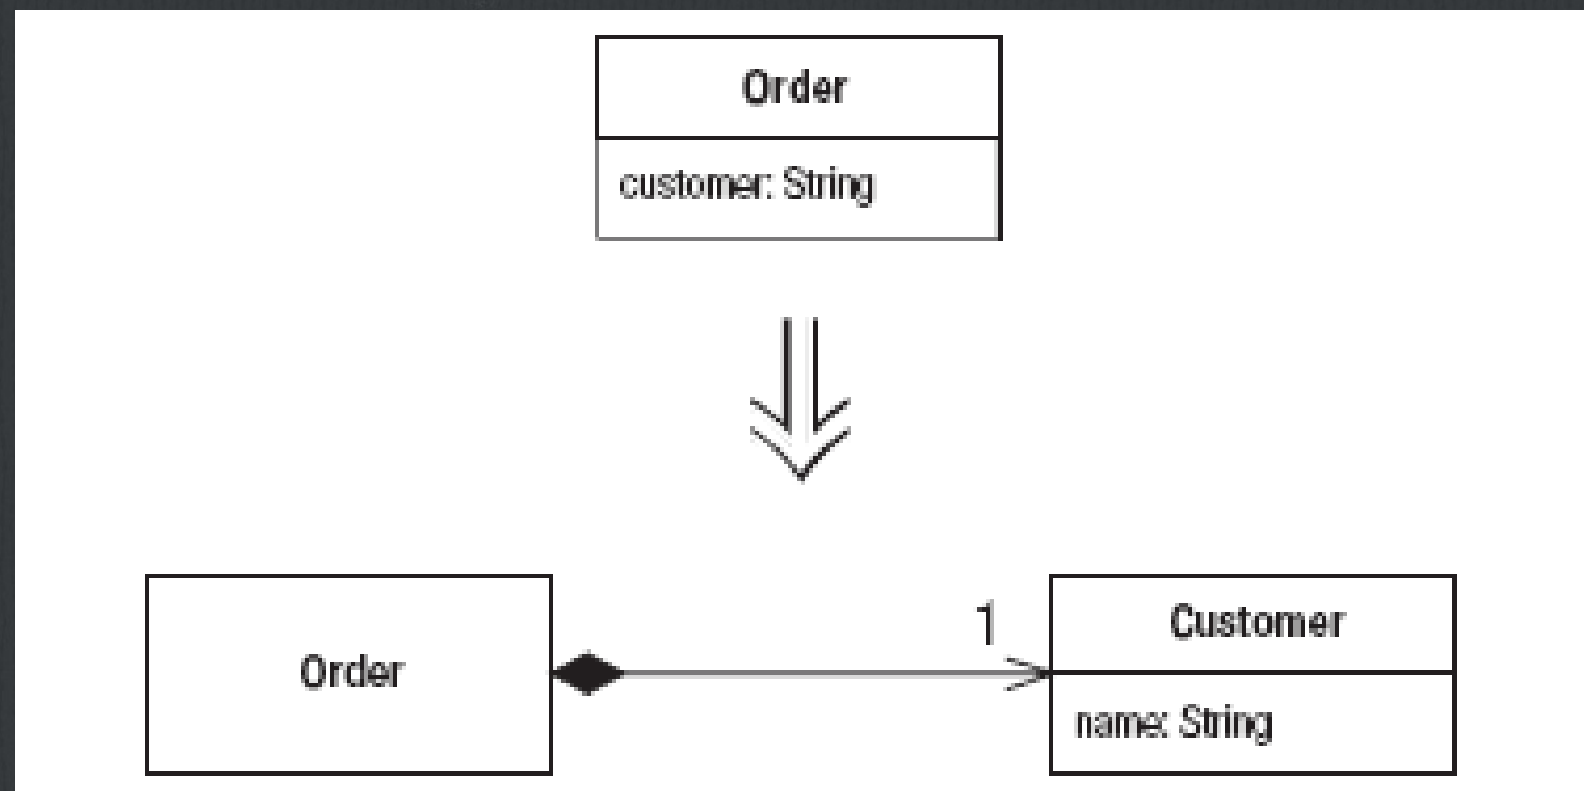 Order
customer: String
1
Order
Customer
name: String